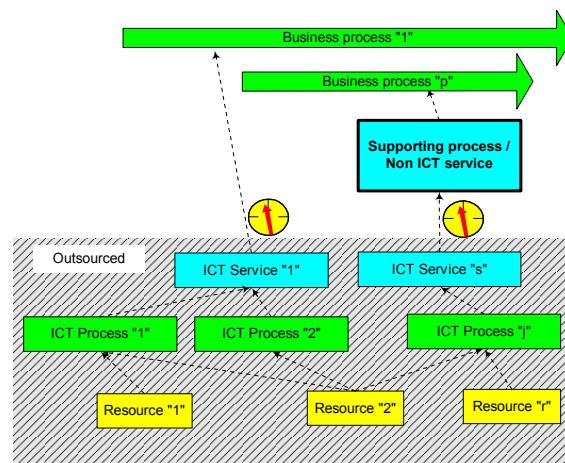 Business process "1"
Business process "p"
Supporting process /
Non ICT service
Outsourced
ICT Service "1"
ICT Service "s"
ICT Process "1"
ICT Process "2"
ICT Process "j"
Resource "1"
Resource "2"
Resource "r"